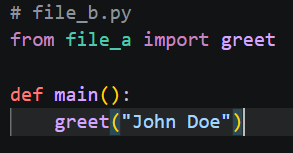 # file_b.py
from file_a import greet

def main():
    greet("John Doe")